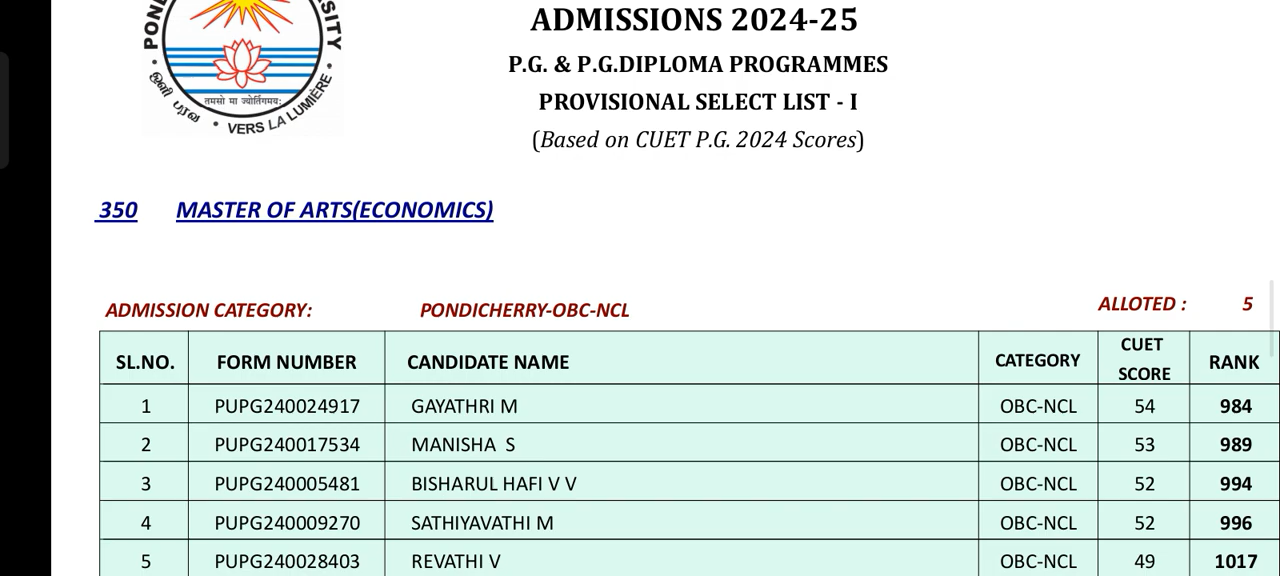 ADMISSIONS 2024-25
P.G. & P.G.DIPLOMA PROGRAMMES
PROVISIONAL SELECT LIST - I
(Based on CUET P.G. 2024 Scores)
तमसो मा ज्योतिर्गमय:
• VERS LA LUMIÈRE •
350 MASTER OF ARTS(ECONOMICS)
ADMISSION CATEGORY: PONDICHERRY-OBC-NCL ALLOTED : 5
SL.NO. FORM NUMBER CANDIDATE NAME CATEGORY CUET SCORE RANK
1 PUPG240024917 GAYATHRI M OBC-NCL 54 984
2 PUPG240017534 MANISHA S OBC-NCL 53 989
3 PUPG240005481 BISHARUL HAFI V V OBC-NCL 52 994
4 PUPG240009270 SATHIYAVATHI M OBC-NCL 52 996
5 PUPG240028403 REVATHI V OBC-NCL 49 1017